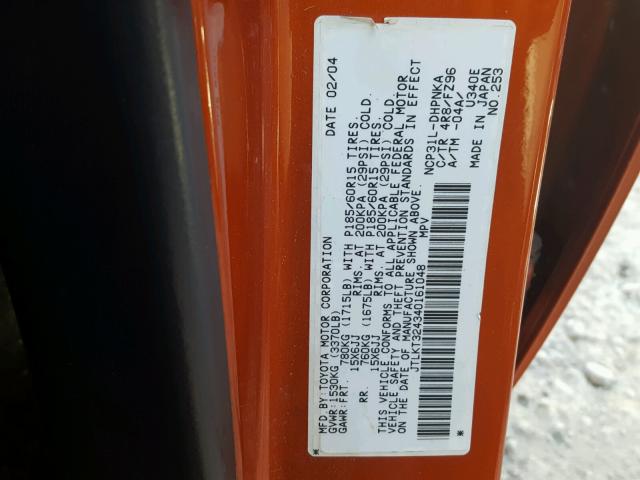 MFD.BY:TOYOTA MOTOR CORPORATION DATE 02/04
GVWR:1530KG (3370LB)
GAWR:FRT. 780KG (1715LB) WITH P185/60R15 TIRES.
15X6JJ RIMS. AT 200KPA (29PSI) COLD.
RR. 760KG (1675LB) WITH P185/60R15 TIRES.
15X6JJ RIMS. AT 200KPA (29PSI) COLD.
THIS VEHICLE CONFORMS TO ALL APPLICABLE FEDERAL MOTOR
VEHICLE SAFETY AND THEFT PREVENTION STANDARDS IN EFFECT
ON THE DATE OF MANUFACTURE SHOWN ABOVE.
JTLKT324340161048 MPV
NCP31L-DHPNKA
C/TR 4R8/FZ96
A/TM -04A/ U340E
MADE IN JAPAN
NO.253